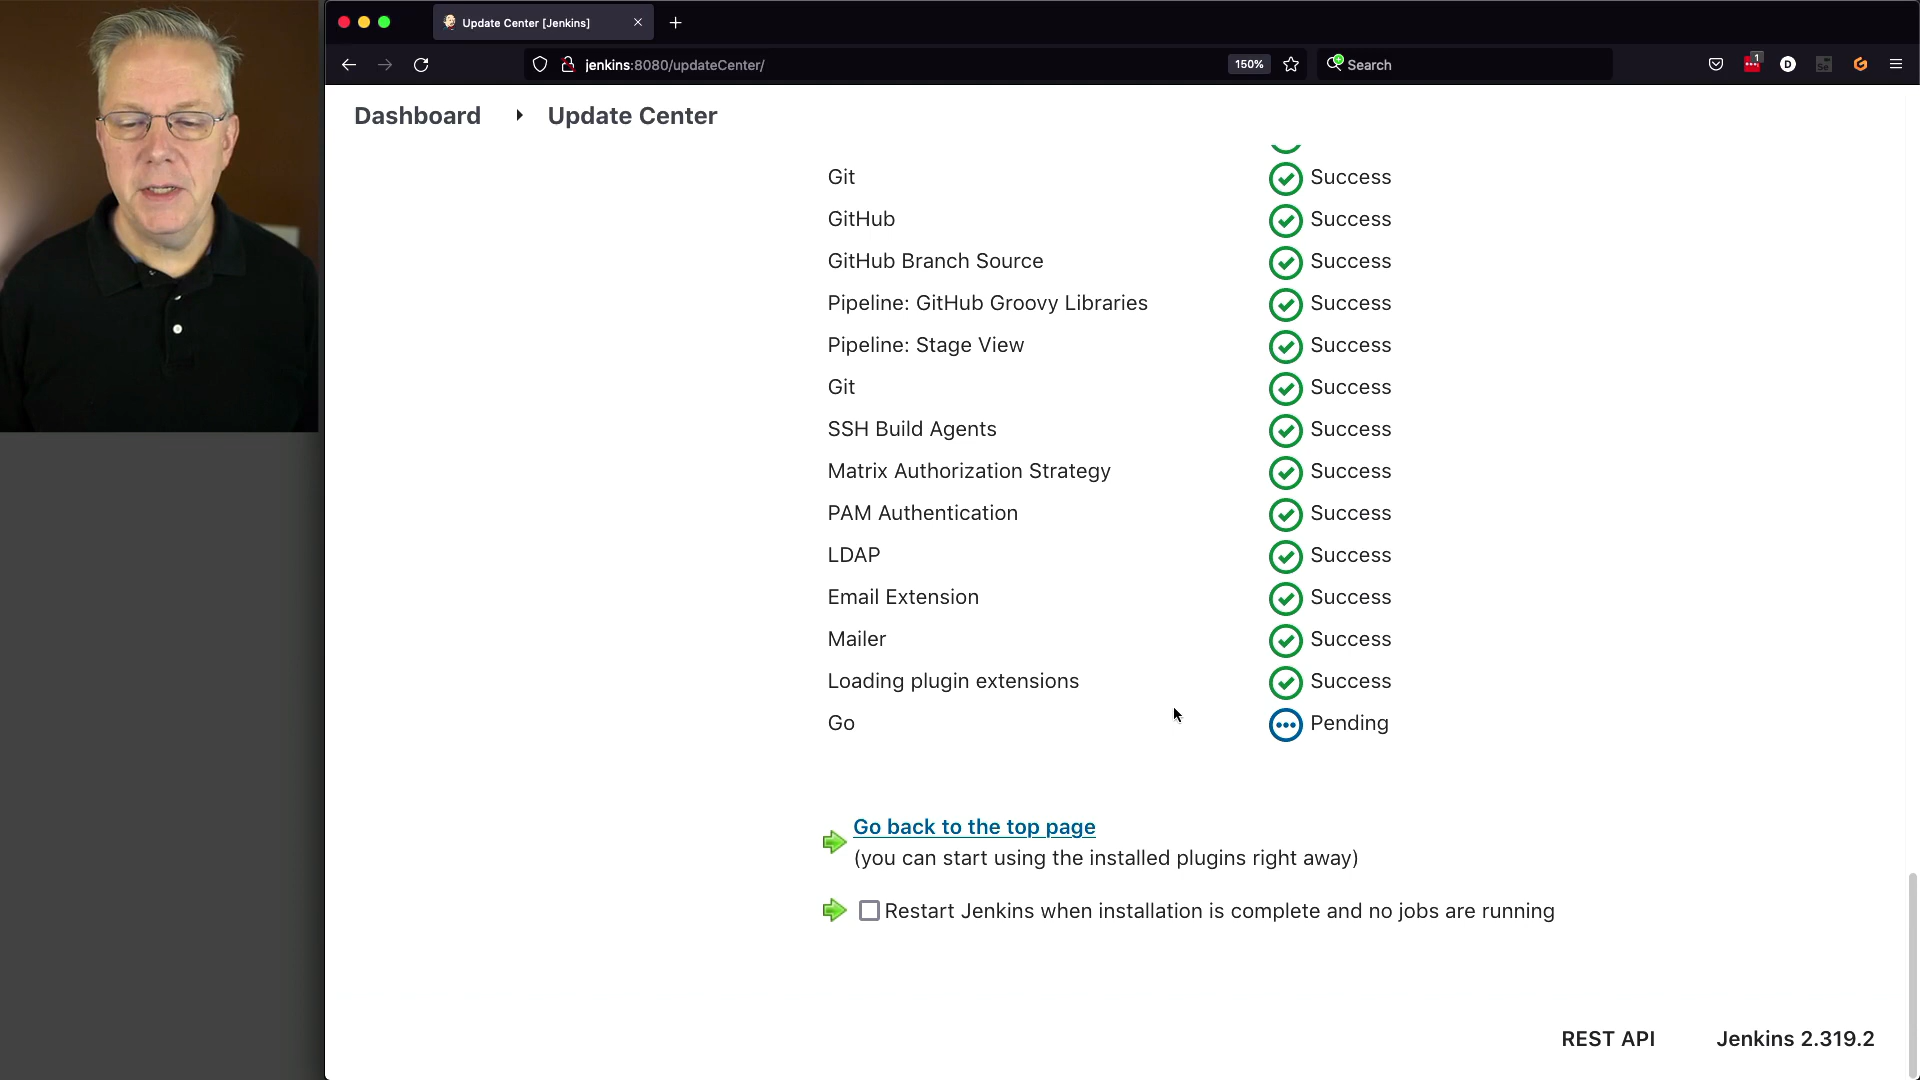 Update Center [Jenkins]
jenkins:8080/updateCenter/
150%
Search
1
D
Dashboard
Update Center
Git Success
GitHub Success
GitHub Branch Source Success
Pipeline: GitHub Groovy Libraries Success
Pipeline: Stage View Success
Git Success
SSH Build Agents Success
Matrix Authorization Strategy Success
PAM Authentication Success
LDAP Success
Email Extension Success
Mailer Success
Loading plugin extensions Success
Go Pending
Go back to the top page
(you can start using the installed plugins right away)
Restart Jenkins when installation is complete and no jobs are running
REST API Jenkins 2.319.2